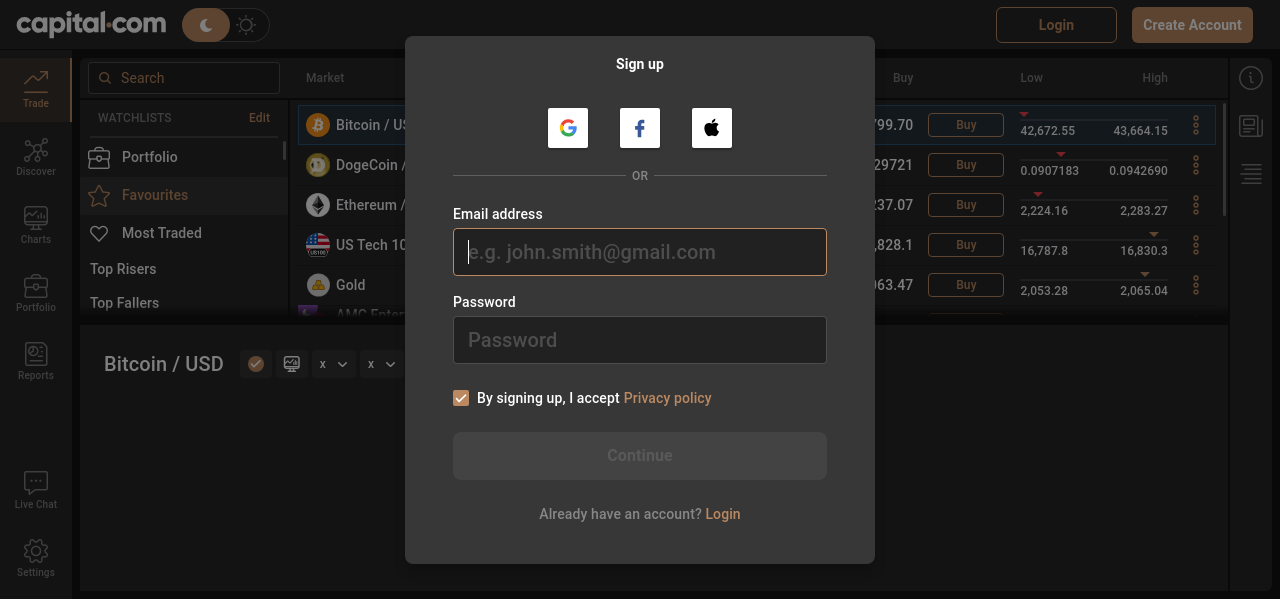 capital.com
Login
Create Account
Sign up
Trade
Search
Market
Buy
Low
High
WATCHLISTS
Edit
Bitcoin / US
799.70
Buy
42,672.55
43,664.15
Discover
Portfolio
DogeCoin /
29721
Buy
0.0907183
0.0942690
OR
Favourites
Ethereum /
237.07
Buy
2,224.16
2,283.27
Email address
e.g. john.smith@gmail.com
Charts
Most Traded
US Tech 10
US100
,828.1
Buy
16,787.8
16,830.3
Top Risers
Gold
063.47
Buy
2,053.28
2,065.04
Portfolio
Top Fallers
Password
Password
AMC Enter
Reports
Bitcoin / USD
x
x
By signing up, I accept Privacy policy
Continue
Live Chat
Already have an account? Login
Settings